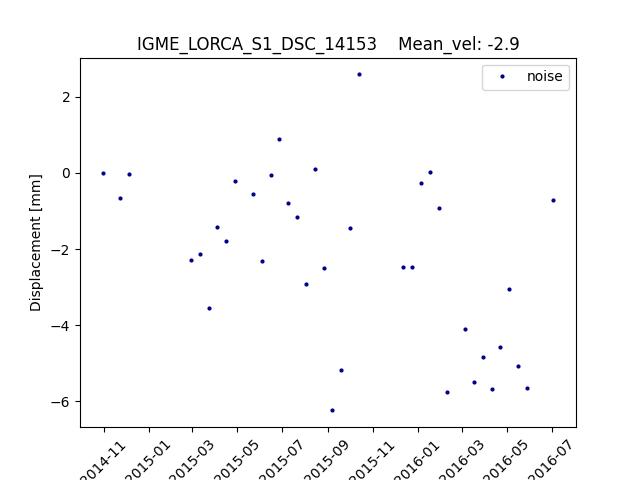 IGME_LORCA_S1_DSC_14153    Mean_vel: -2.9
noise
Displacement [mm]
2
0
−2
−4
−6
2014-11 2015-01 2015-03 2015-05 2015-07 2015-09 2015-11 2016-01 2016-03 2016-05 2016-07